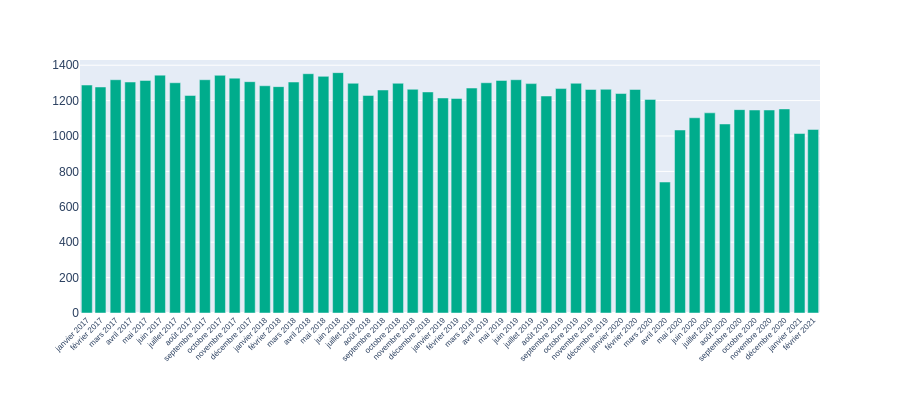 1400
1200
1000
800
600
400
200
0
janvier 2017
février 2017
mars 2017
avril 2017
mai 2017
juin 2017
juillet 2017
août 2017
septembre 2017
octobre 2017
novembre 2017
décembre 2017
janvier 2018
février 2018
mars 2018
avril 2018
mai 2018
juin 2018
juillet 2018
août 2018
septembre 2018
octobre 2018
novembre 2018
décembre 2018
janvier 2019
février 2019
mars 2019
avril 2019
mai 2019
juin 2019
juillet 2019
août 2019
septembre 2019
octobre 2019
novembre 2019
décembre 2019
janvier 2020
février 2020
mars 2020
avril 2020
mai 2020
juin 2020
juillet 2020
août 2020
septembre 2020
octobre 2020
novembre 2020
décembre 2020
janvier 2021
février 2021